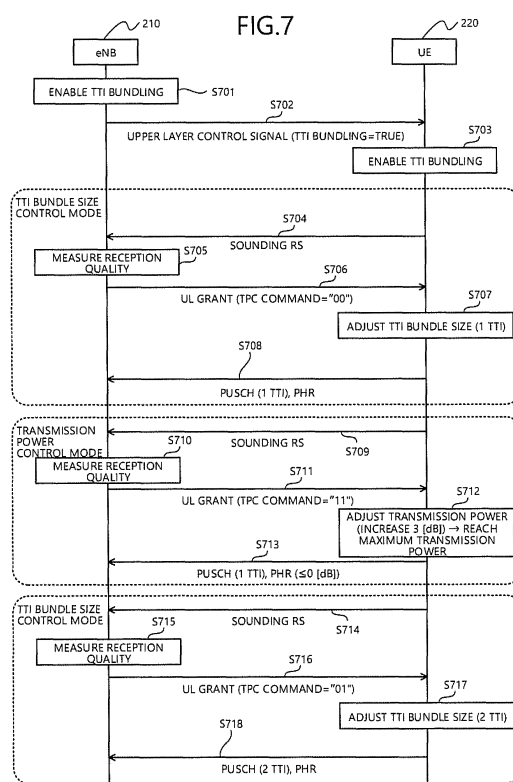 FIG.7
210
220
eNB
UE
ENABLE TTI BUNDLING
S701
S702
UPPER LAYER CONTROL SIGNAL (TTI BUNDLING=TRUE)
S703
ENABLE TTI BUNDLING
TTI BUNDLE SIZE
CONTROL MODE
S704
SOUNDING RS
S705
MEASURE RECEPTION
QUALITY
S706
UL GRANT (TPC COMMAND="00")
S707
ADJUST TTI BUNDLE SIZE (1 TTI)
S708
PUSCH (1 TTI), PHR
TRANSMISSION
POWER
CONTROL MODE
S709
SOUNDING RS
S710
MEASURE RECEPTION
QUALITY
S711
UL GRANT (TPC COMMAND="11")
S712
ADJUST TRANSMISSION POWER
(INCREASE 3 [dB]) → REACH
MAXIMUM TRANSMISSION
POWER
S713
PUSCH (1 TTI), PHR (≤0 [dB])
TTI BUNDLE SIZE
CONTROL MODE
SOUNDING RS
S714
S715
MEASURE RECEPTION
QUALITY
S716
UL GRANT (TPC COMMAND="01")
S717
ADJUST TTI BUNDLE SIZE (2 TTI)
S718
PUSCH (2 TTI), PHR